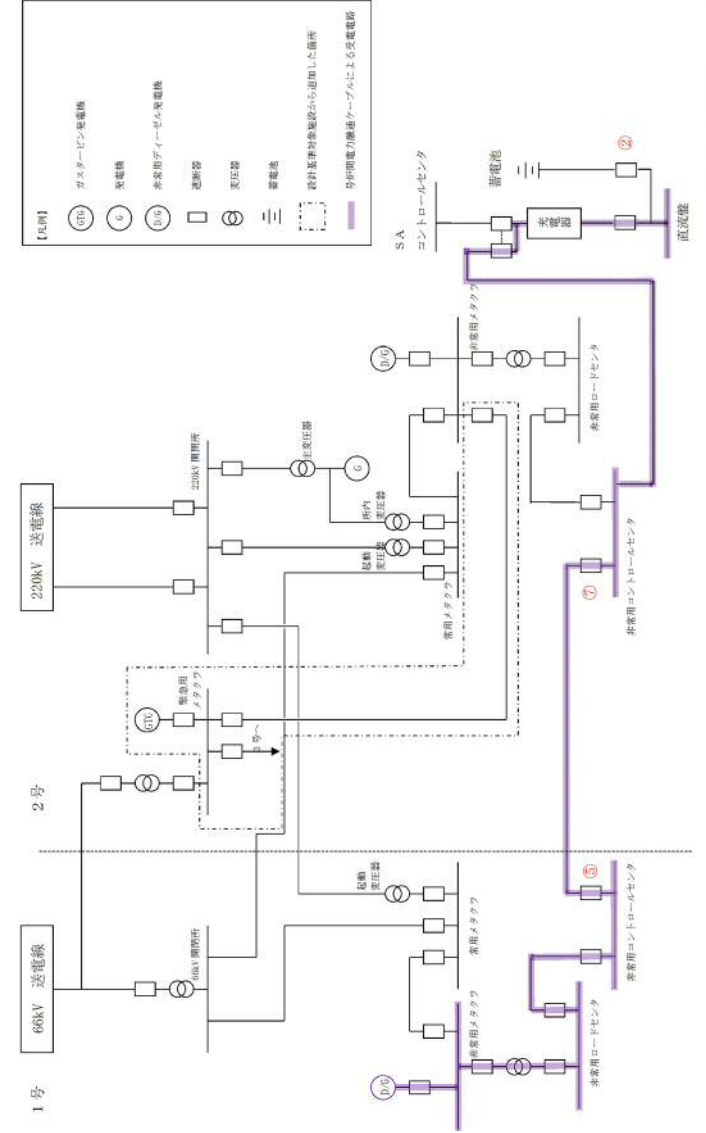 【凡例】
GTG ガスタービン発電機
G 発電機
D/G 非常用ディーゼル発電機
遮断器
変圧器
蓄電池
設計基準対象施設から追加した箇所
号炉間電力融通ケーブルによる受電電路
1号
2号
66kV 送電線
220kV 送電線
66kV 開閉所
220kV 開閉所
GTG
緊急用
メタクラ
3号へ
主変圧器
G
所内
変圧器
起動
変圧器
起動
変圧器
常用メタクラ
常用メタクラ
非常用メタクラ
非常用メタクラ
D/G
D/G
非常用ロードセンタ
非常用ロードセンタ
非常用コントロールセンタ
非常用コントロールセンタ
⑤
⑦
SA
コントロールセンタ
蓄電池
②
充電器
直流盤